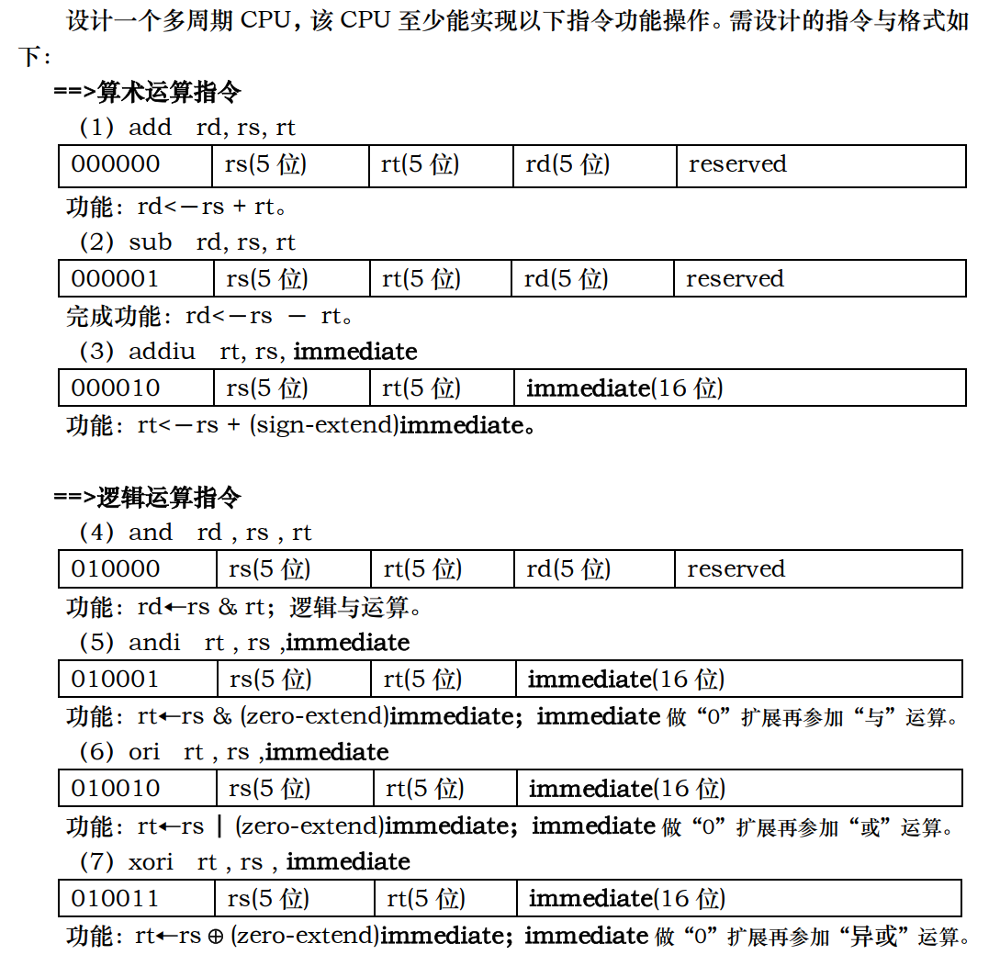 设计一个多周期 CPU，该 CPU 至少能实现以下指令功能操作。需设计的指令与格式如
下：
==>算术运算指令
（1）add rd, rs, rt
000000 rs(5 位) rt(5 位) rd(5 位) reserved
功能：rd<－rs + rt。
（2）sub rd, rs, rt
000001 rs(5 位) rt(5 位) rd(5 位) reserved
完成功能：rd<－rs － rt。
（3）addiu rt, rs, immediate
000010 rs(5 位) rt(5 位) immediate(16 位)
功能：rt<－rs + (sign-extend)immediate。
==>逻辑运算指令
（4）and rd , rs , rt
010000 rs(5 位) rt(5 位) rd(5 位) reserved
功能：rd←rs & rt；逻辑与运算。
（5）andi rt , rs ,immediate
010001 rs(5 位) rt(5 位) immediate(16 位)
功能：rt←rs & (zero-extend)immediate；immediate 做“0”扩展再参加“与”运算。
（6）ori rt , rs ,immediate
010010 rs(5 位) rt(5 位) immediate(16 位)
功能：rt←rs | (zero-extend)immediate；immediate 做“0”扩展再参加“或”运算。
（7）xori rt , rs , immediate
010011 rs(5 位) rt(5 位) immediate(16 位)
功能：rt←rs ⊕ (zero-extend)immediate；immediate 做“0”扩展再参加“异或”运算。